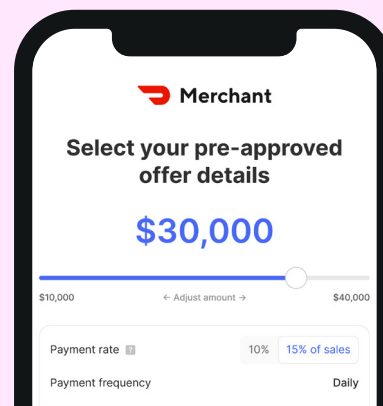 Merchant
Select your pre-approved
offer details
$30,000
$10,000 ← Adjust amount → $40,000
Payment rate ? 10% 15% of sales
Payment frequency Daily